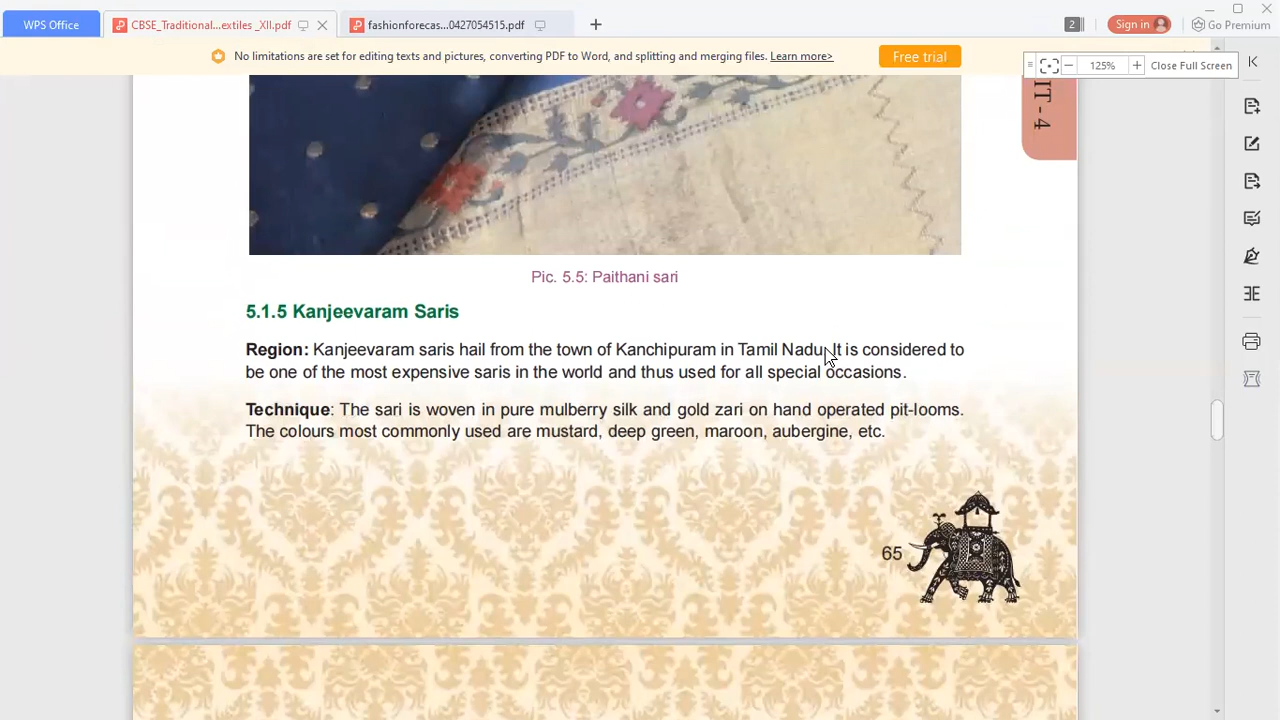 WPS Office
CBSE_Traditional...extiles _XII.pdf
fashionforecas...0427054515.pdf
2
Sign in
Go Premium
No limitations are set for editing texts and pictures, converting PDF to Word, and splitting and merging files. Learn more>
Free trial
125%
Close Full Screen
IT - 4
Pic. 5.5: Paithani sari
5.1.5 Kanjeevaram Saris
Region: Kanjeevaram saris hail from the town of Kanchipuram in Tamil Nadu. It is considered to
be one of the most expensive saris in the world and thus used for all special occasions.
Technique: The sari is woven in pure mulberry silk and gold zari on hand operated pit-looms.
The colours most commonly used are mustard, deep green, maroon, aubergine, etc.
65